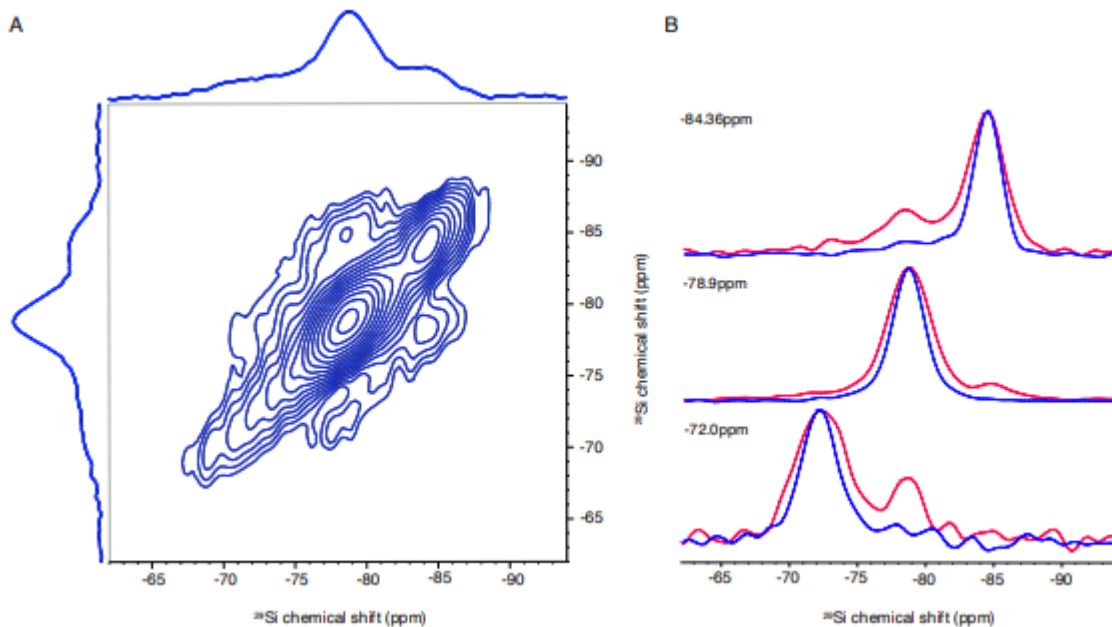 A
-90
-85
-80
-75
-70
-65
²⁹Si chemical shift (ppm)
-65 -70 -75 -80 -85 -90
²⁹Si chemical shift (ppm)
B
-84.36ppm
-78.9ppm
-72.0ppm
-65 -70 -75 -80 -85 -90
²⁹Si chemical shift (ppm)